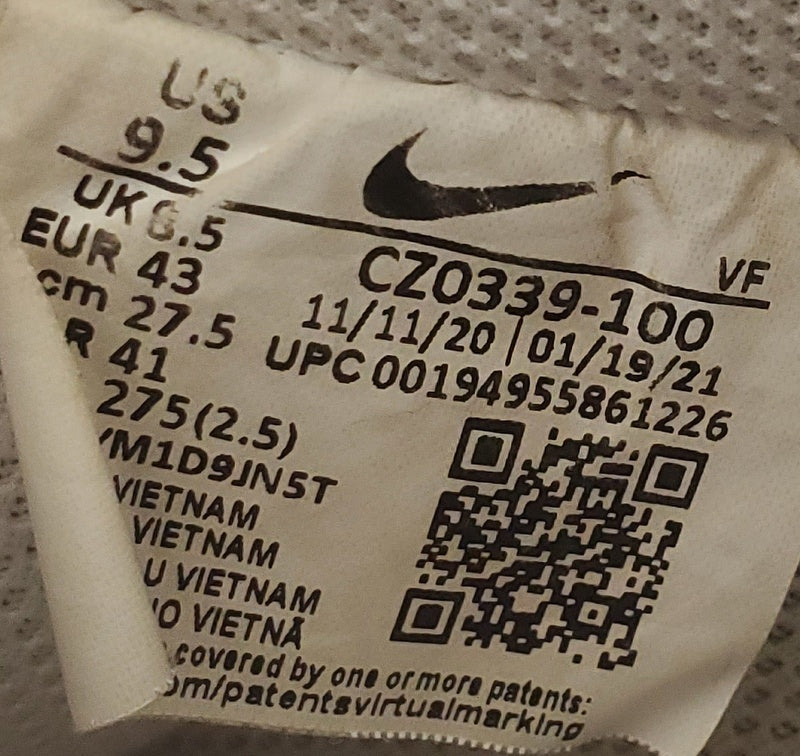 US
9.5
UK 8.5
EUR 43
cm 27.5
R 41
275(2.5)
YM1D9JN5T
VIETNAM
VIETNAM
U VIETNAM
IO VIETNÃ
covered by one or more patents:
om/patentsvirtualmarking
VF
CZ0339-100
11/11/20 | 01/19/21
UPC 00194955861226